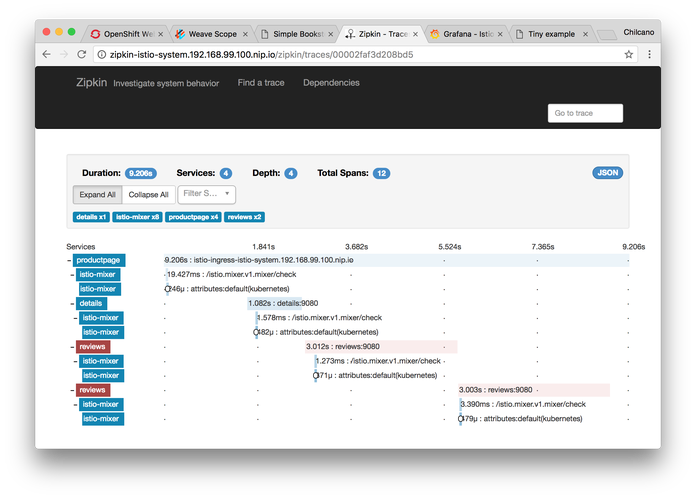 OpenShift We
Weave Scope
Simple Bookst
Zipkin - Trace
Grafana - Istio
Tiny example
Chilcano
zipkin-istio-system.192.168.99.100.nip.io/zipkin/traces/00002faf3d208bd5
Zipkin Investigate system behavior Find a trace Dependencies
Go to trace
Duration: 9.206s Services: 4 Depth: 4 Total Spans: 12 JSON
Expand All Collapse All Filter S...
details x1 istio-mixer x8 productpage x4 reviews x2
Services 1.841s 3.682s 5.524s 7.365s 9.206s
- productpage 9.206s : istio-ingress-istio-system.192.168.99.100.nip.io
- istio-mixer 19.427ms : /istio.mixer.v1.mixer/check
istio-mixer 746μ : attributes:default(kubernetes)
- details 1.082s : details:9080
- istio-mixer 1.578ms : /istio.mixer.v1.mixer/check
istio-mixer 482μ : attributes:default(kubernetes)
- reviews 3.012s : reviews:9080
- istio-mixer 1.273ms : /istio.mixer.v1.mixer/check
istio-mixer 471μ : attributes:default(kubernetes)
- reviews 3.003s : reviews:9080
- istio-mixer 3.390ms : /istio.mixer.v1.mixer/check
istio-mixer 479μ : attributes:default(kubernetes)